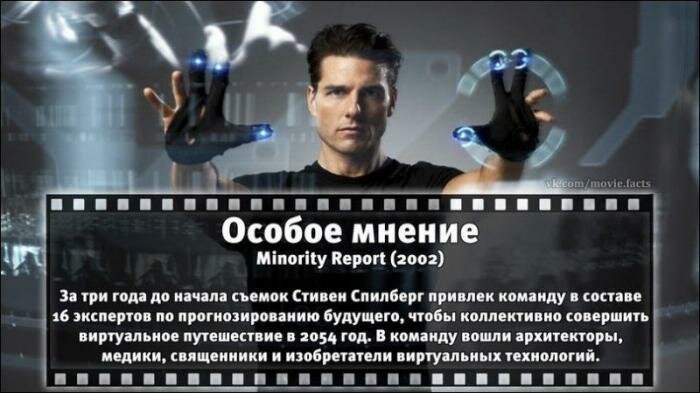 vk.com/movie.facts
Особое мнение
Minority Report (2002)
За три года до начала съемок Стивен Спилберг привлек команду в составе
16 экспертов по прогнозированию будущего, чтобы коллективно совершить
виртуальное путешествие в 2054 год. В команду вошли архитекторы,
медики, священники и изобретатели виртуальных технологий.